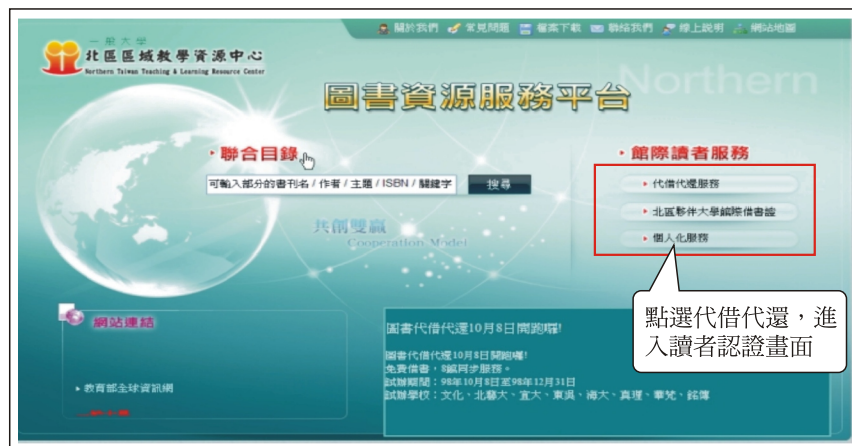 關於我們 常見問題 檔案下載 聯絡我們 線上說明 網站地圖
一般大學
北區區域教學資源中心
Northern Taiwan Teaching & Learning Resource Center
Northern
圖書資源服務平台
聯合目錄
可輸入部分的書刊名 / 作者 / 主題 / ISBN / 關鍵字 搜尋
館際讀者服務
代借代還服務
北區夥伴大學館際借書證
個人化服務
共創雙贏
Cooperation Model
點選代借代還，進
入讀者認證畫面
網站連結
教育部全球資訊網
圖書代借代還10月8日開跑囉!
圖書代借代還10月8日開跑囉!
免費借書，8館同步服務。
試辦期間：98年10月8日至98年12月31日
試辦學校：文化、北藝大、宜大、東吳、海大、真理、華梵、銘傳